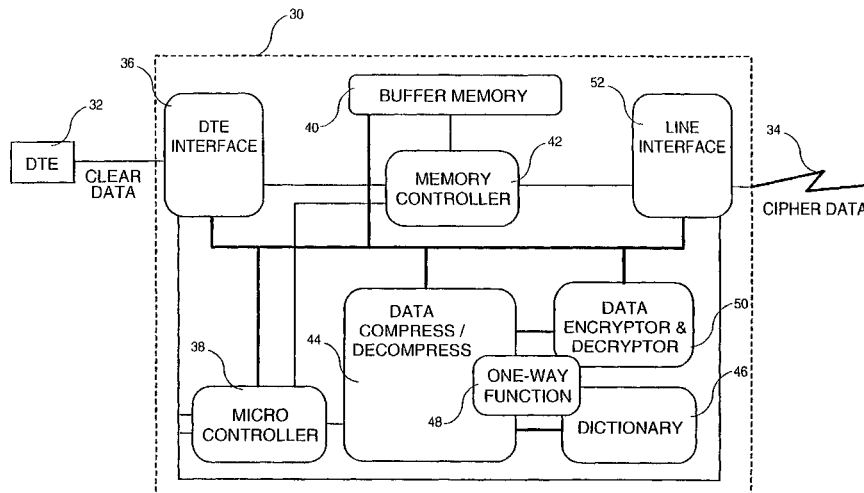 30
36
32
DTE
CLEAR
DATA
DTE
INTERFACE
BUFFER MEMORY
40
42
MEMORY
CONTROLLER
52
LINE
INTERFACE
34
CIPHER DATA
DATA
COMPRESS /
DECOMPRESS
44
DATA
ENCRYPTOR &
DECRYPTOR
50
38
MICRO
CONTROLLER
ONE-WAY
FUNCTION
48
46
DICTIONARY